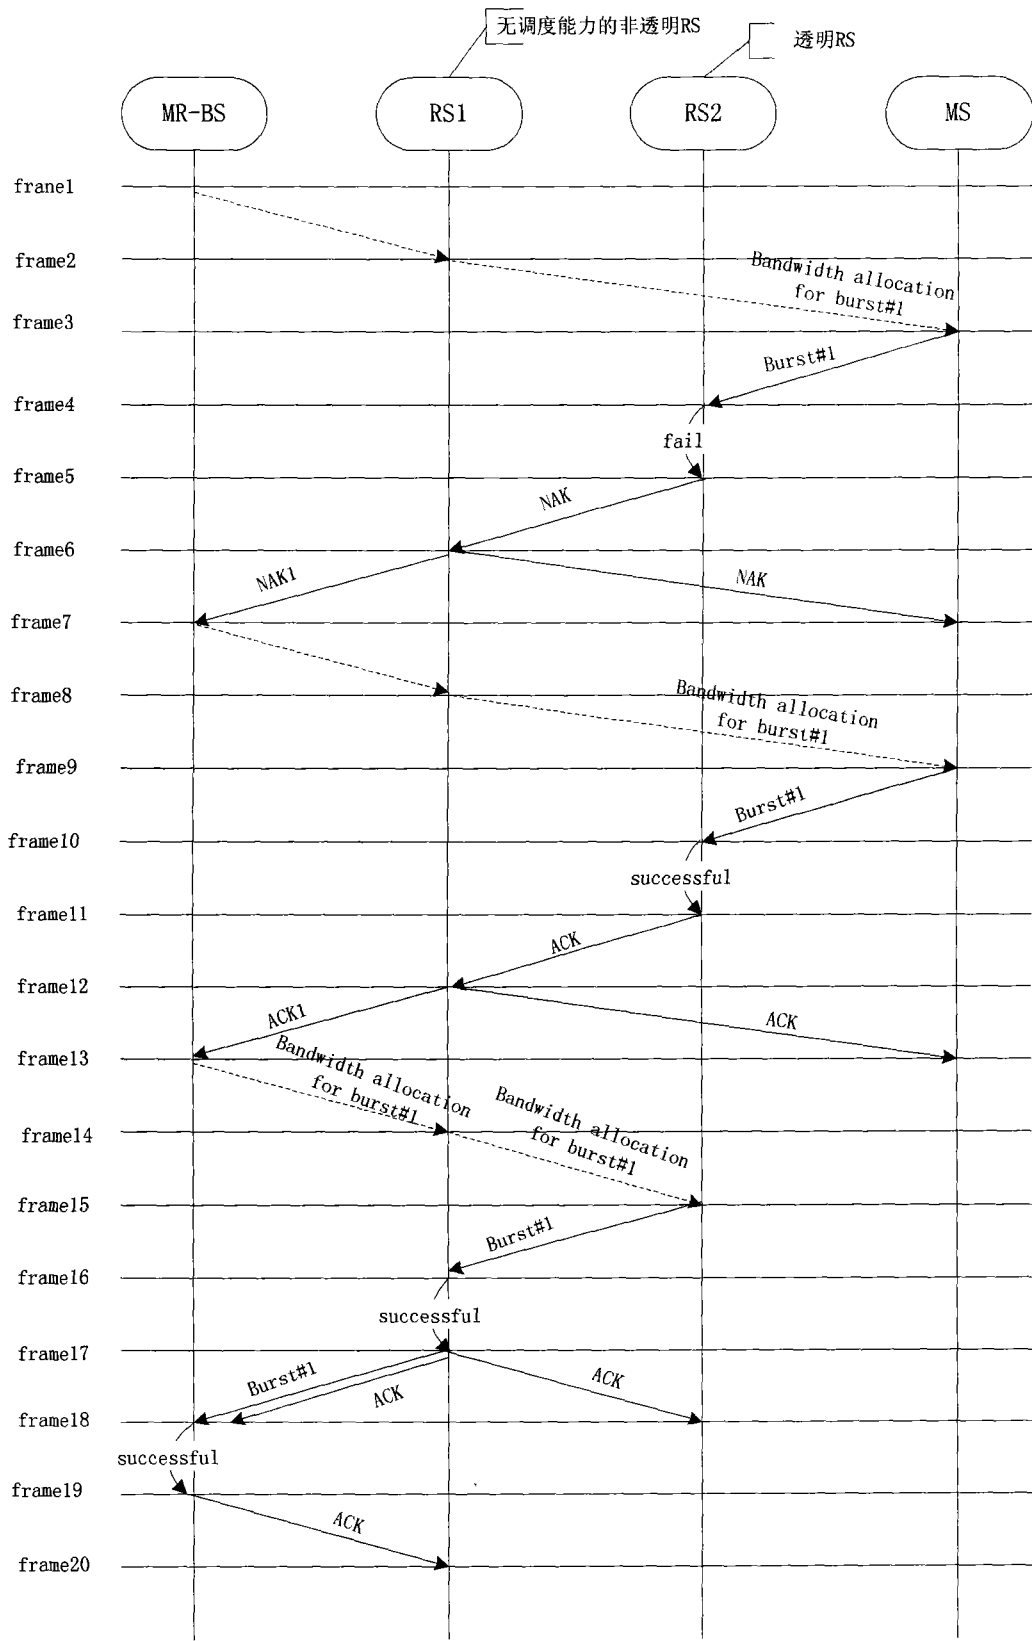 无调度能力的非透明RS
透明RS
MR-BS
RS1
RS2
MS
frane1
frame2
Bandwidth allocation
for burst#1
frame3
Burst#1
frame4
fail
frame5
NAK
frame6
NAK1
NAK
frame7
frame8
Bandwidth allocation
for burst#1
frame9
Burst#1
frame10
successful
frame11
ACK
frame12
ACK1
ACK
frame13
Bandwidth allocation
for burst#1
Bandwidth allocation
for burst#1
frame14
frame15
Burst#1
frame16
successful
frame17
Burst#1
ACK
ACK
frame18
successful
frame19
ACK
frame20